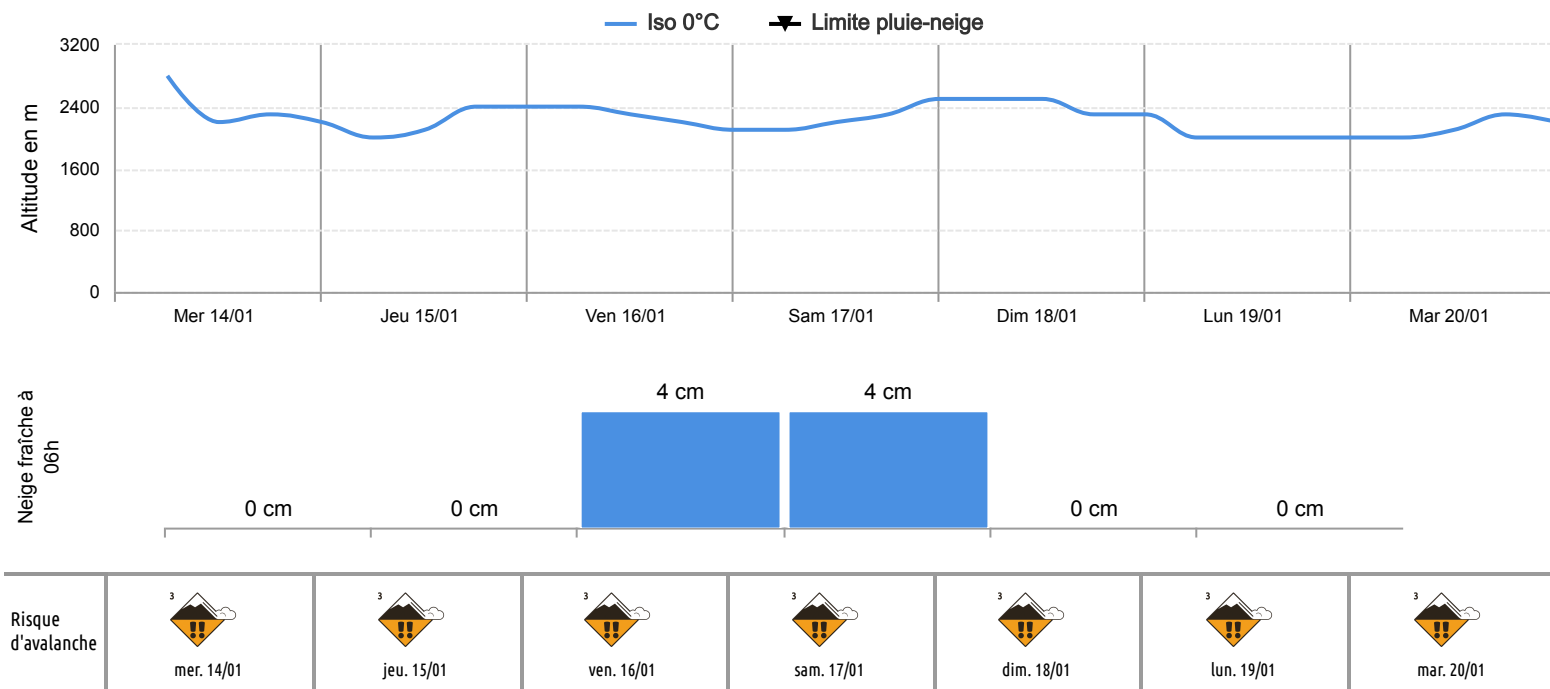 Iso 0°C Limite pluie-neige
Altitude en m
3200
2400
1600
800
0
Mer 14/01 Jeu 15/01 Ven 16/01 Sam 17/01 Dim 18/01 Lun 19/01 Mar 20/01
Neige fraîche à
06h
0 cm 0 cm 4 cm 4 cm 0 cm 0 cm
Risque
d'avalanche
3 3 3 3 3 3 3
mer. 14/01 jeu. 15/01 ven. 16/01 sam. 17/01 dim. 18/01 lun. 19/01 mar. 20/01